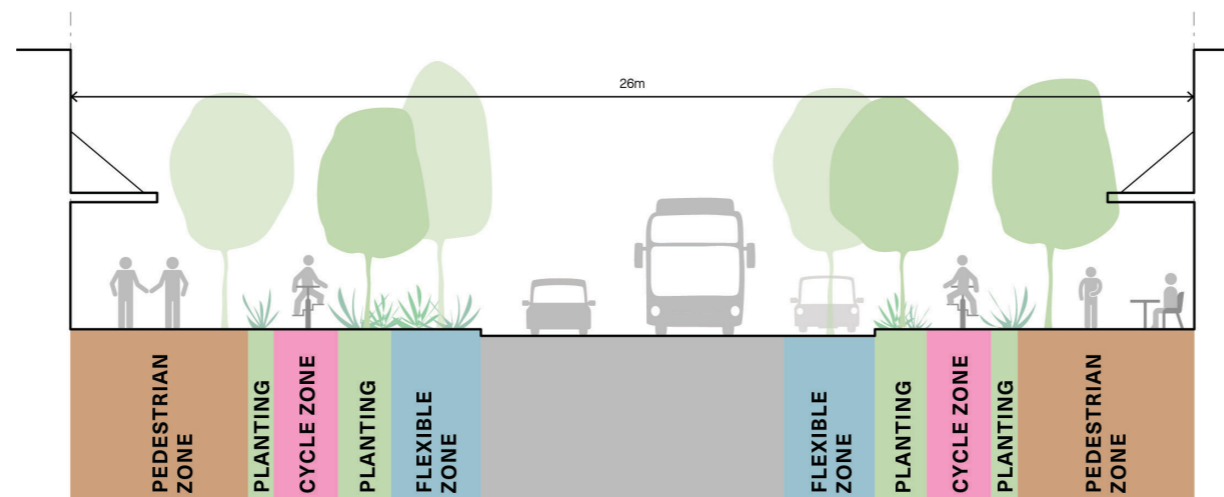 26m
PEDESTRIAN
ZONE
PLANTING
CYCLE ZONE
PLANTING
FLEXIBLE
ZONE
FLEXIBLE
ZONE
PLANTING
CYCLE ZONE
PLANTING
PEDESTRIAN
ZONE